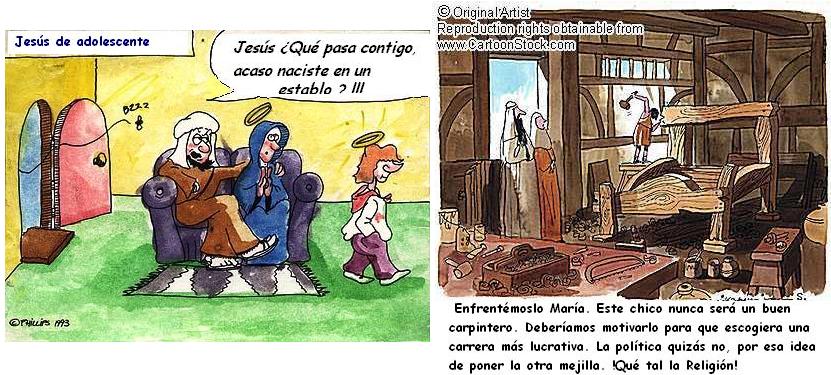 Jesús de adolescente
Jesús ¿Qué pasa contigo,
acaso naciste en un
establo ? !!!
BZZZ
©PHILLIPS 1993
© Original Artist
Reproduction rights obtainable from
www.CartoonStock.com
Enfrentémoslo María. Este chico nunca será un buen
carpintero. Deberíamos motivarlo para que escogiera una
carrera más lucrativa. La política quizás no, por esa idea
de poner la otra mejilla. !Qué tal la Religión!